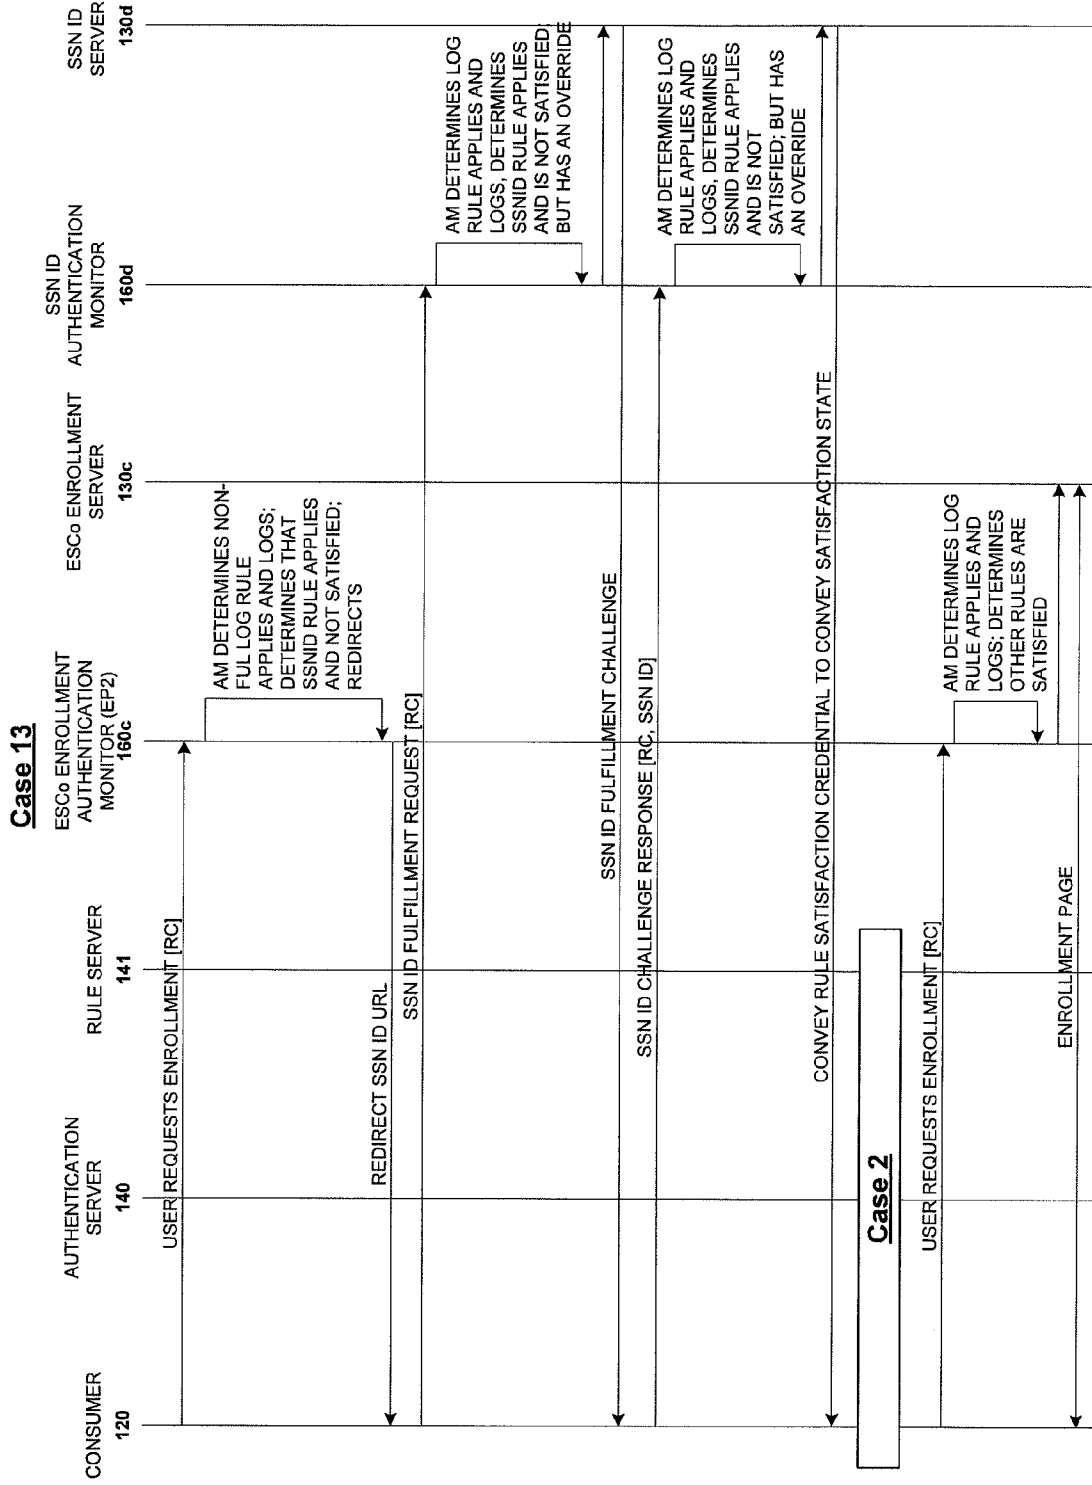 Case 13
CONSUMER
120
AUTHENTICATION
SERVER
140
RULE SERVER
141
ESCo ENROLLMENT
AUTHENTICATION
MONITOR (EP2)
160c
ESCo ENROLLMENT
SERVER
130c
SSN ID
AUTHENTICATION
MONITOR
160d
SSN ID
SERVER
130d
USER REQUESTS ENROLLMENT [RC]
AM DETERMINES NON-
FUL LOG RULE
APPLIES AND LOGS;
DETERMINES THAT
SSNID RULE APPLIES
AND NOT SATISFIED;
REDIRECTS
REDIRECT SSN ID URL
SSN ID FULFILLMENT REQUEST [RC]
AM DETERMINES LOG
RULE APPLIES AND
LOGS, DETERMINES
SSNID RULE APPLIES
AND IS NOT SATISFIED;
BUT HAS AN OVERRIDE
SSN ID FULFILLMENT CHALLENGE
SSN ID CHALLENGE RESPONSE [RC, SSN ID]
AM DETERMINES LOG
RULE APPLIES AND
LOGS, DETERMINES
SSNID RULE APPLIES
AND IS NOT
SATISFIED; BUT HAS
AN OVERRIDE
CONVEY RULE SATISFACTION CREDENTIAL TO CONVEY SATISFACTION STATE
Case 2
USER REQUESTS ENROLLMENT [RC]
AM DETERMINES LOG
RULE APPLIES AND
LOGS; DETERMINES
OTHER RULES ARE
SATISFIED
ENROLLMENT PAGE